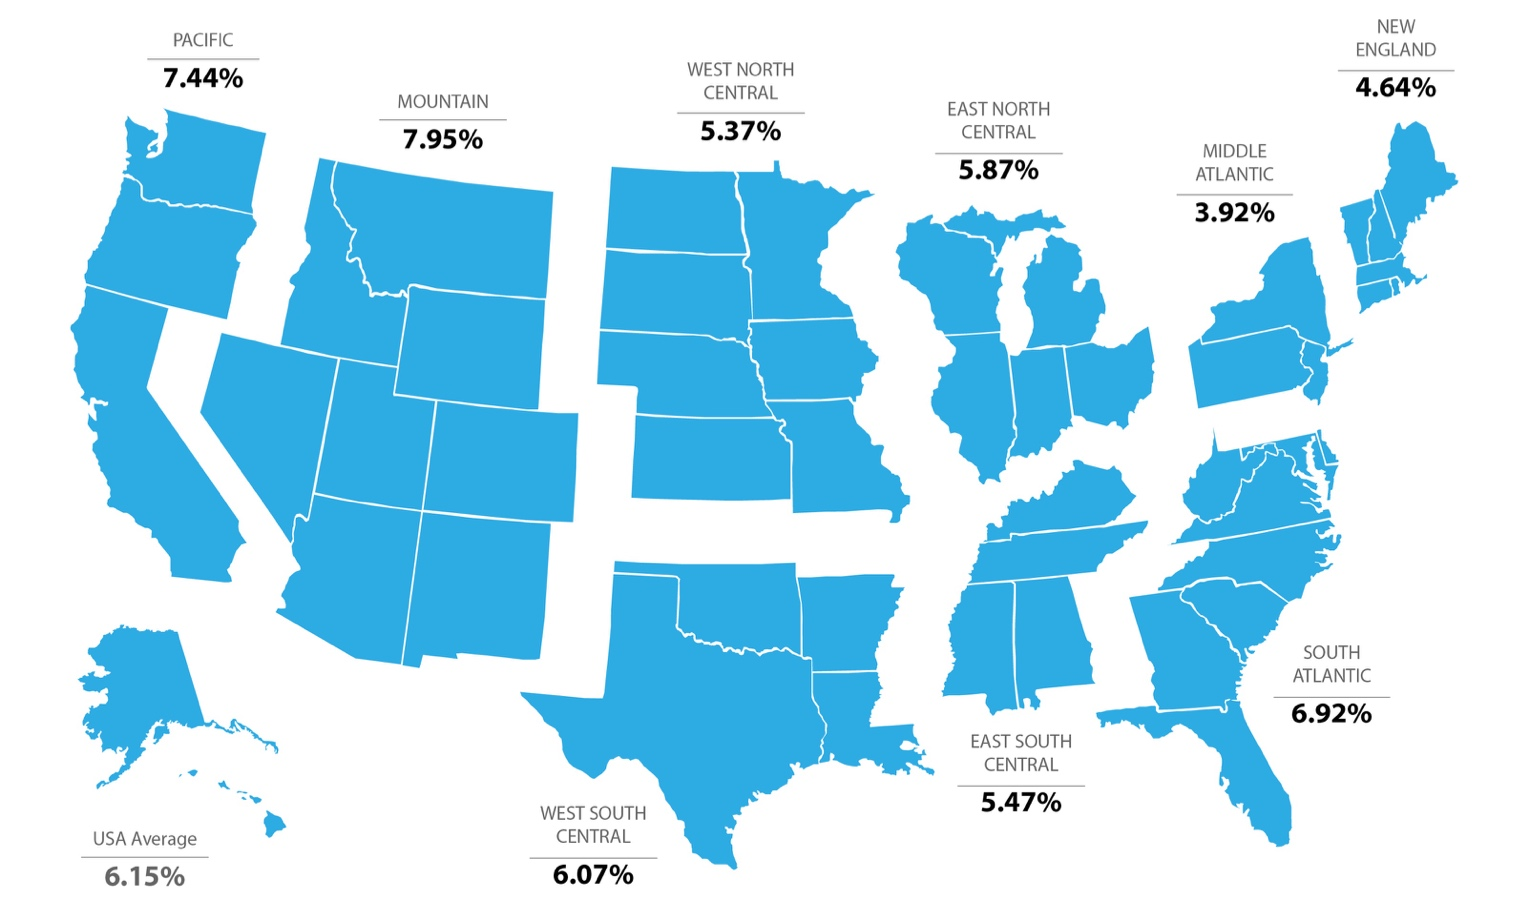 PACIFIC
7.44%
MOUNTAIN
7.95%
WEST NORTH
CENTRAL
5.37%
EAST NORTH
CENTRAL
5.87%
MIDDLE
ATLANTIC
3.92%
NEW
ENGLAND
4.64%
SOUTH
ATLANTIC
6.92%
EAST SOUTH
CENTRAL
5.47%
WEST SOUTH
CENTRAL
6.07%
USA Average
6.15%